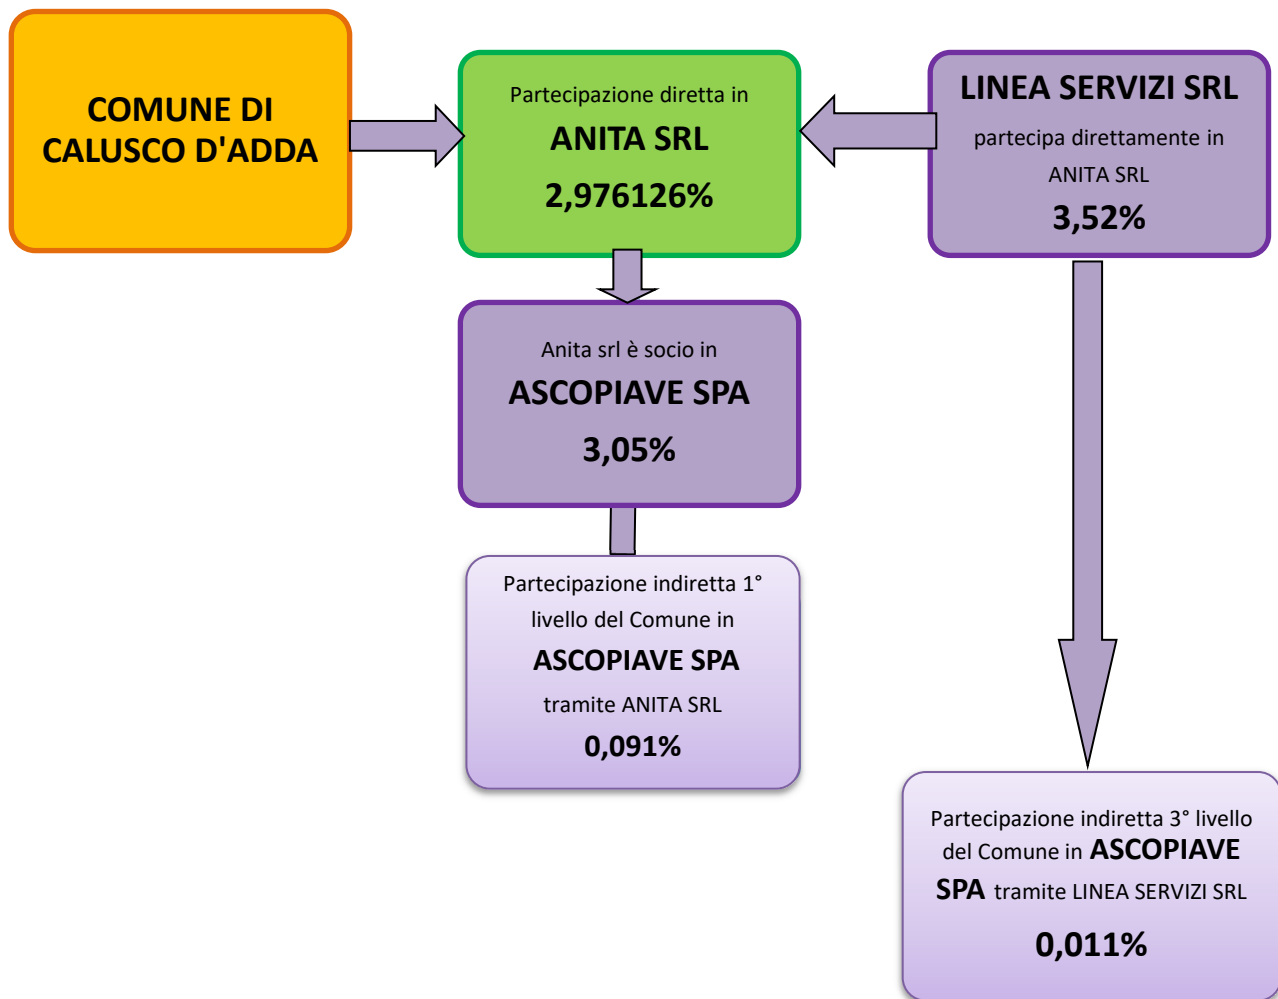 COMUNE DI
CALUSCO D'ADDA
Partecipazione diretta in
ANITA SRL
2,976126%
LINEA SERVIZI SRL
partecipa direttamente in
ANITA SRL
3,52%
Anita srl è socio in
ASCOPIAVE SPA
3,05%
Partecipazione indiretta 1°
livello del Comune in
ASCOPIAVE SPA
tramite ANITA SRL
0,091%
Partecipazione indiretta 3° livello
del Comune in ASCOPIAVE
SPA tramite LINEA SERVIZI SRL
0,011%